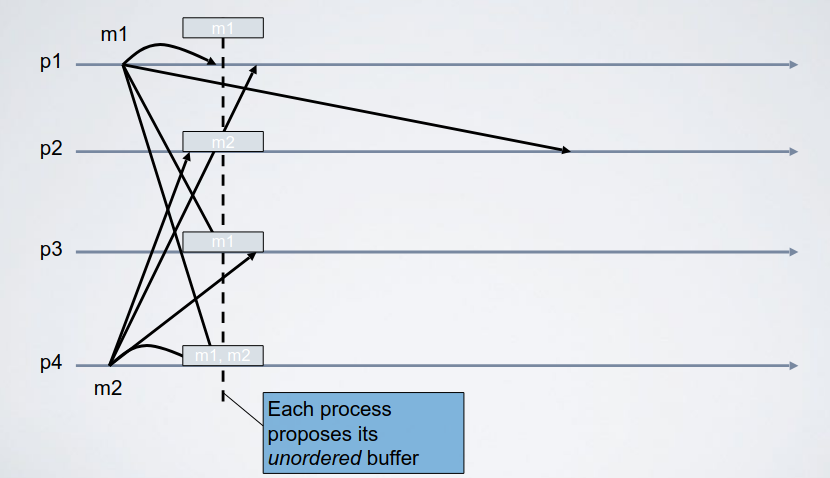 m1
m1
p1
m2
p2
m1
p3
m1, m2
p4
m2
Each process
proposes its
unordered buffer